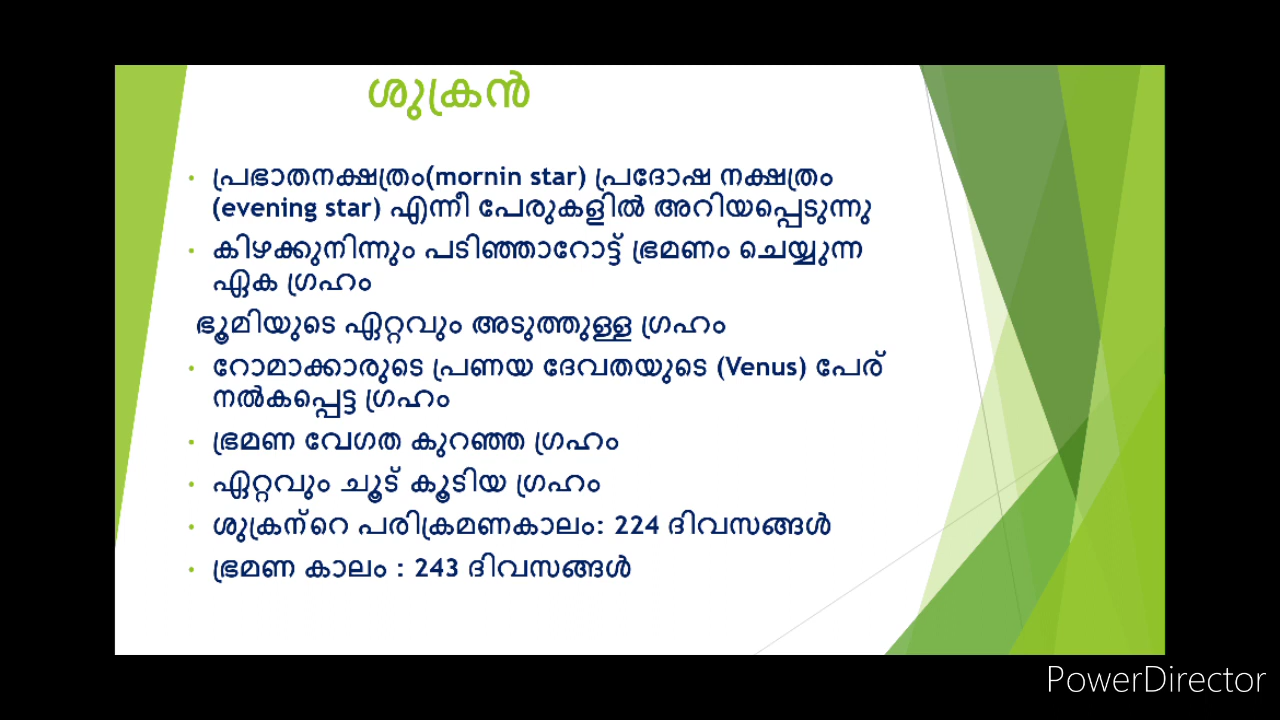 ശുക്രൻ
• പ്രഭാതനക്ഷത്രം(mornin star) പ്രദോഷ നക്ഷത്രം
(evening star) എന്നീ പേരുകളിൽ അറിയപ്പെടുന്നു
• കിഴക്കുനിന്നും പടിഞ്ഞാറോട്ട് ഭ്രമണം ചെയ്യുന്ന
ഏക ഗ്രഹം
ഭൂമിയുടെ ഏറ്റവും അടുത്തുള്ള ഗ്രഹം
• റോമാക്കാരുടെ പ്രണയ ദേവതയുടെ (Venus) പേര്
നൽകപ്പെട്ട ഗ്രഹം
• ഭ്രമണ വേഗത കുറഞ്ഞ ഗ്രഹം
• ഏറ്റവും ചൂട് കൂടിയ ഗ്രഹം
• ശുക്രന്റെ പരിക്രമണകാലം: 224 ദിവസങ്ങൾ
• ഭ്രമണ കാലം : 243 ദിവസങ്ങൾ
PowerDirector